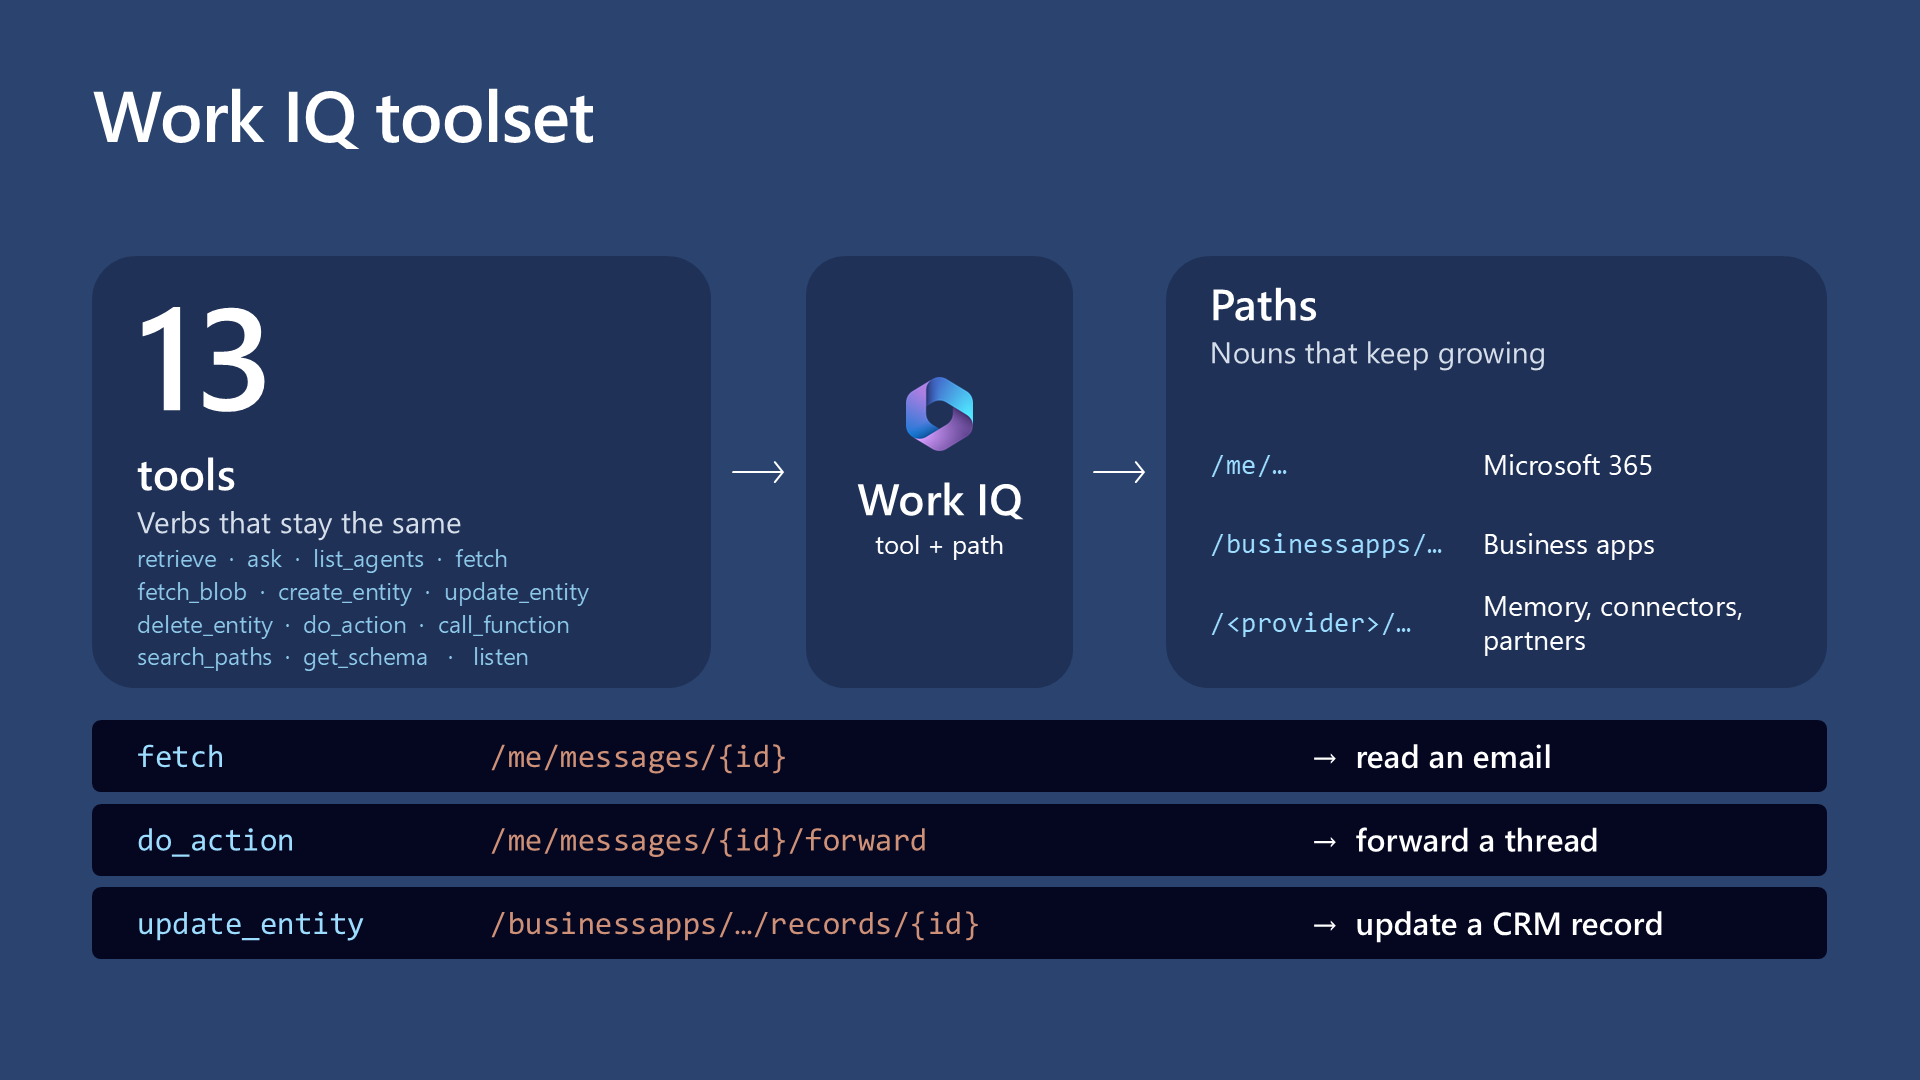 Work IQ toolset
13
tools
Verbs that stay the same
retrieve · ask · list_agents · fetch
fetch_blob · create_entity · update_entity
delete_entity · do_action · call_function
search_paths · get_schema · listen
Work IQ
tool + path
Paths
Nouns that keep growing
/me/… Microsoft 365
/businessapps/… Business apps
/<provider>/… Memory, connectors,
partners
fetch /me/messages/{id} → read an email
do_action /me/messages/{id}/forward → forward a thread
update_entity /businessapps/…/records/{id} → update a CRM record